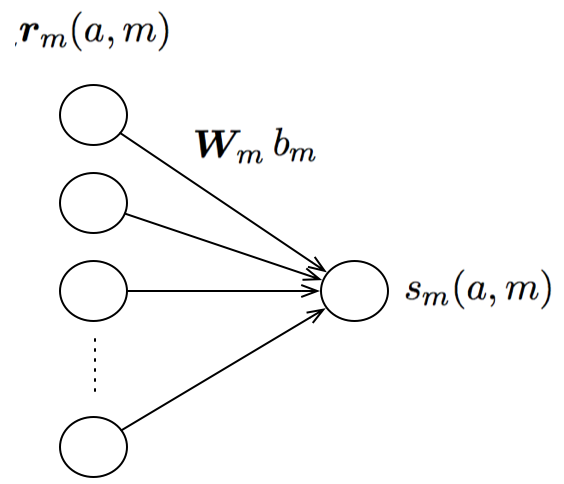 r_m(a, m)
W_m b_m
s_m(a, m)